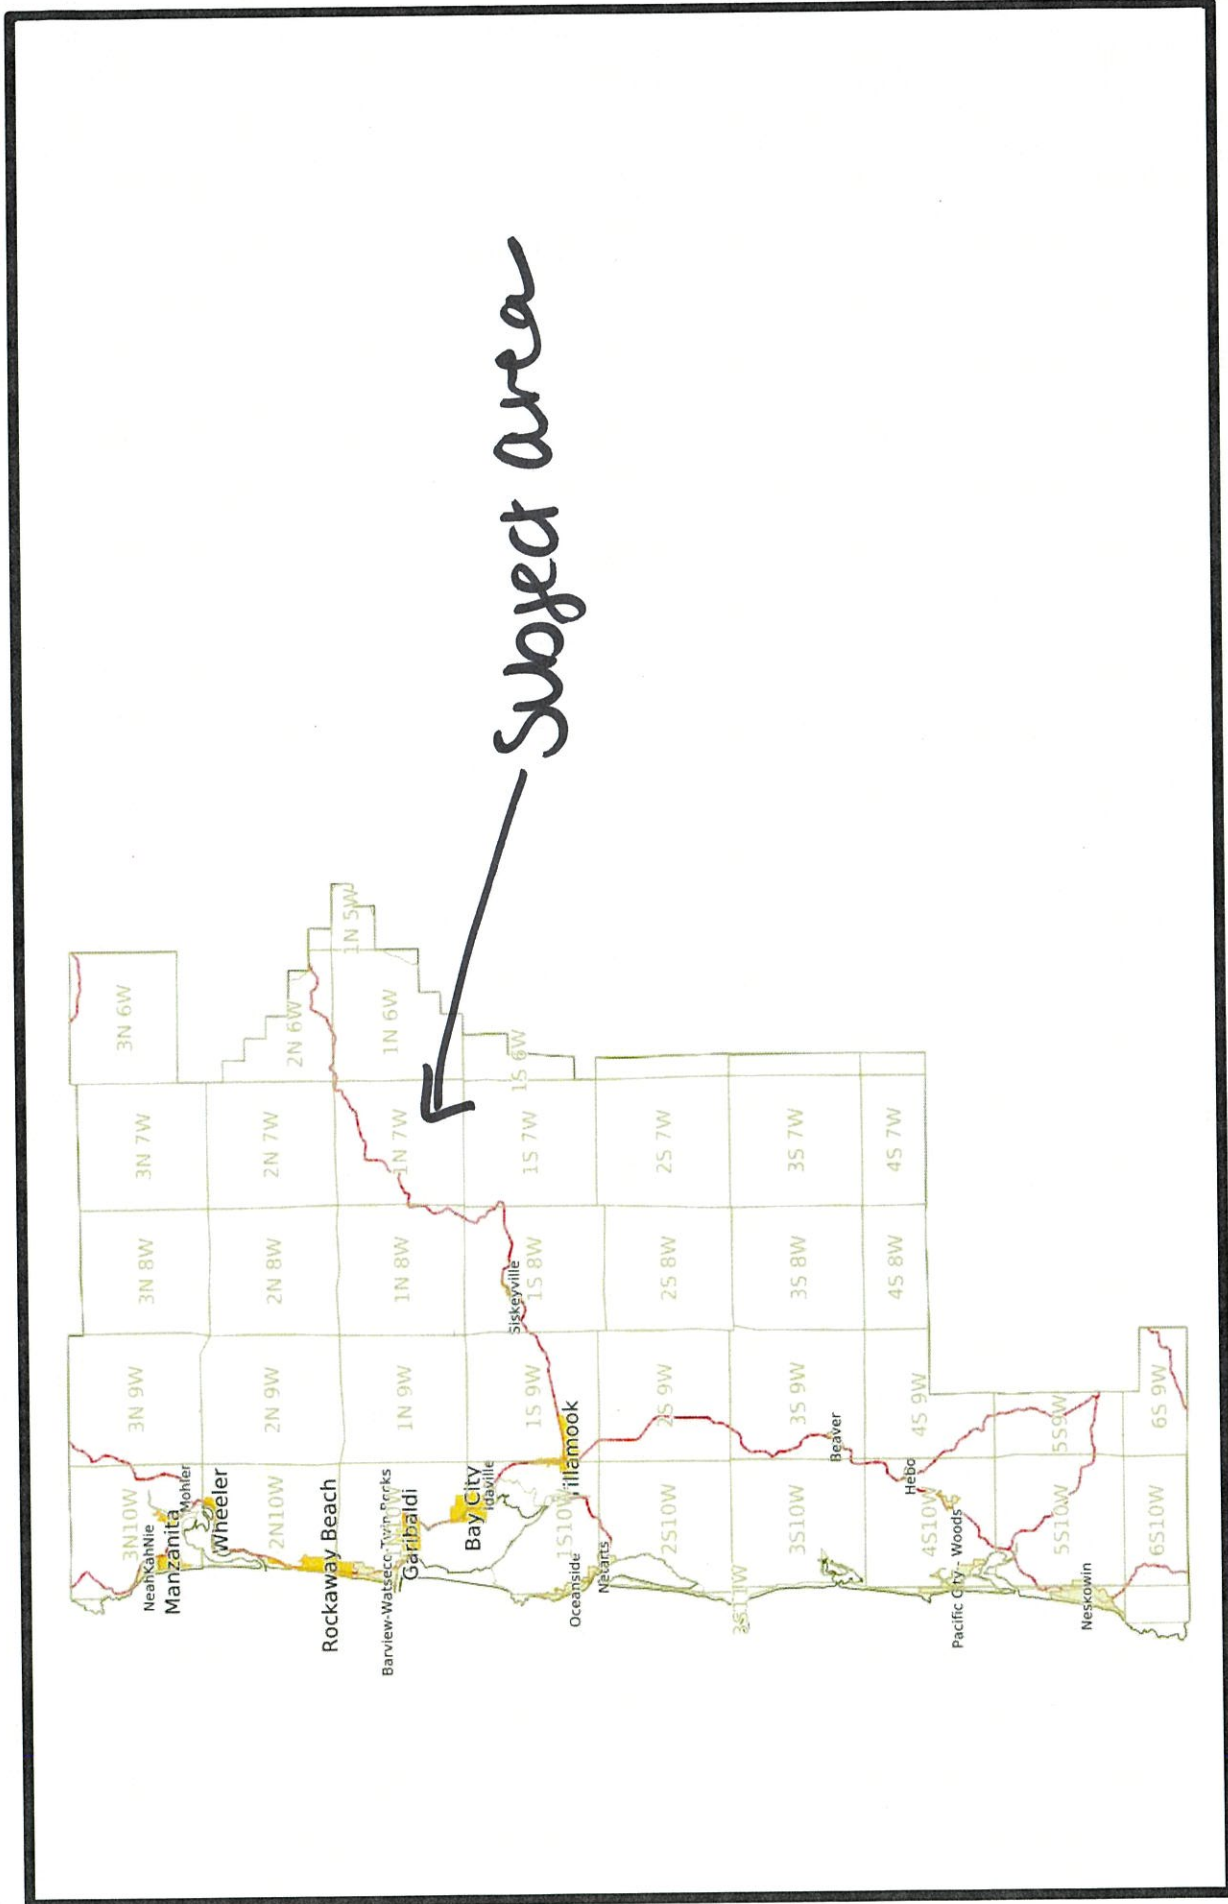 3N10W
3N 9W
3N 8W
3N 7W
3N 6W
NeahKahNie
Manzanita
Mohler
Wheeler
2N10W
2N 9W
2N 8W
2N 7W
2N 6W
Rockaway Beach
1N 5W
Barview-Watseco-Twin Rocks
Garibaldi
1N 9W
1N 8W
1N 7W
1N 6W
Subject area
Bay City
Idaville
Siskeyville
1S10W
1S 9W
1S 8W
1S 7W
1S 6W
Tillamook
Oceanside
Netarts
2S10W
2S 9W
2S 8W
2S 7W
3S11W
3S10W
3S 9W
3S 8W
3S 7W
Beaver
Hebo
4S10W
4S 9W
4S 8W
4S 7W
Pacific City - Woods
5S10W
5S9W
Neskowin
6S10W
6S 9W